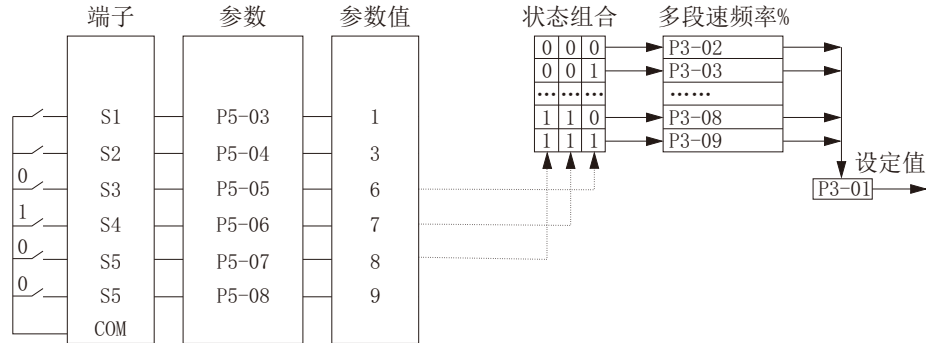 端子 参数 参数值 状态组合 多段速频率%
0 0 0 P3-02
0 0 1 P3-03
… … … ……
S1 P5-03 1 1 1 0 P3-08
1 1 1 P3-09
S2 P5-04 3
设定值
0 S3 P5-05 6 P3-01
1 S4 P5-06 7
0 S5 P5-07 8
0 S5 P5-08 9
COM